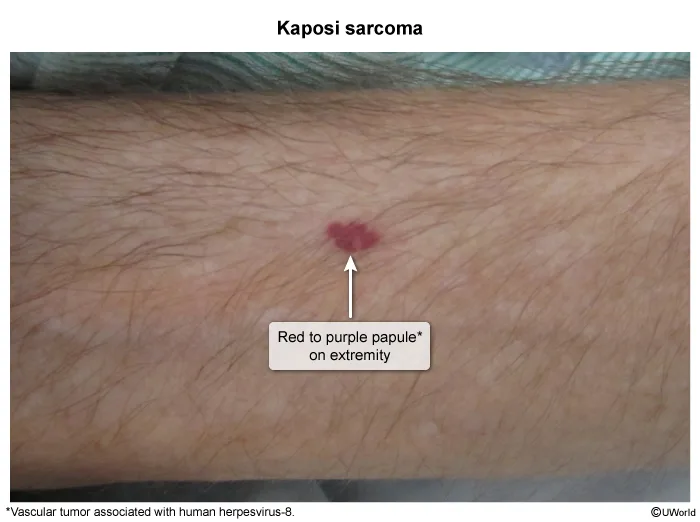 Kaposi sarcoma
Red to purple papule*
on extremity
*Vascular tumor associated with human herpesvirus-8.
©UWorld